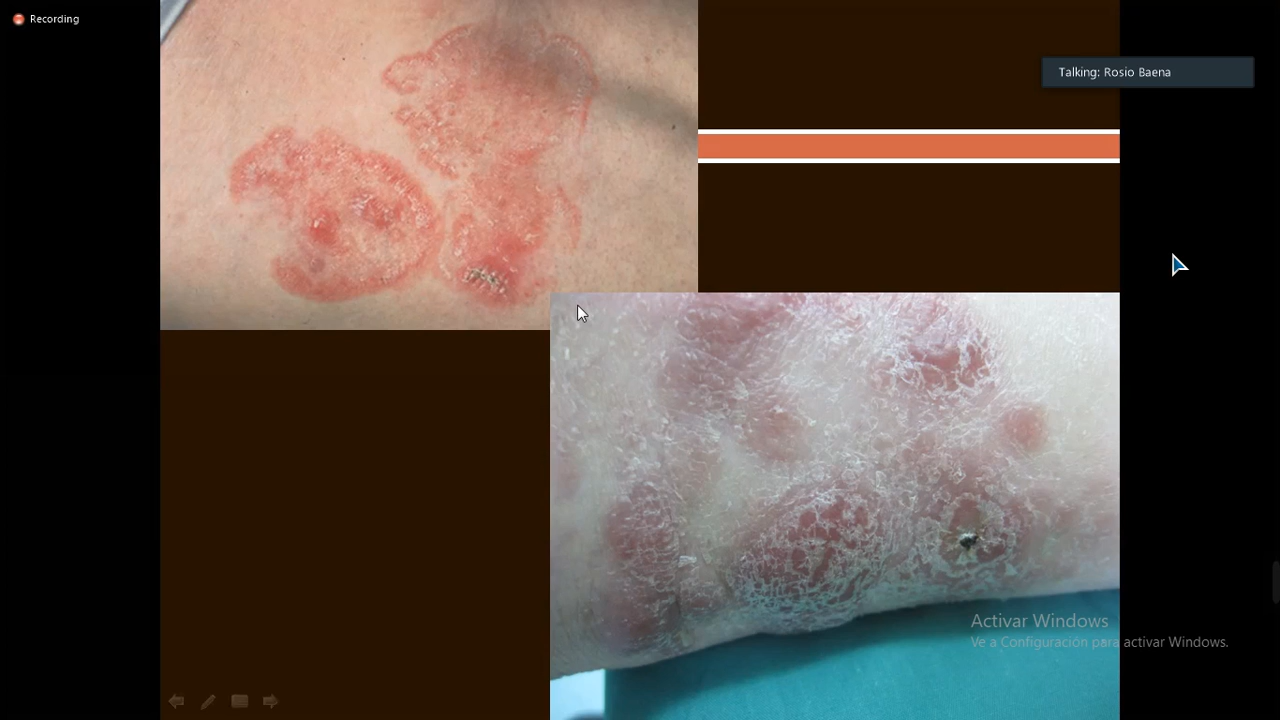 Recording
Talking: Rosio Baena
Activar Windows
Ve a Configuración para activar Windows.